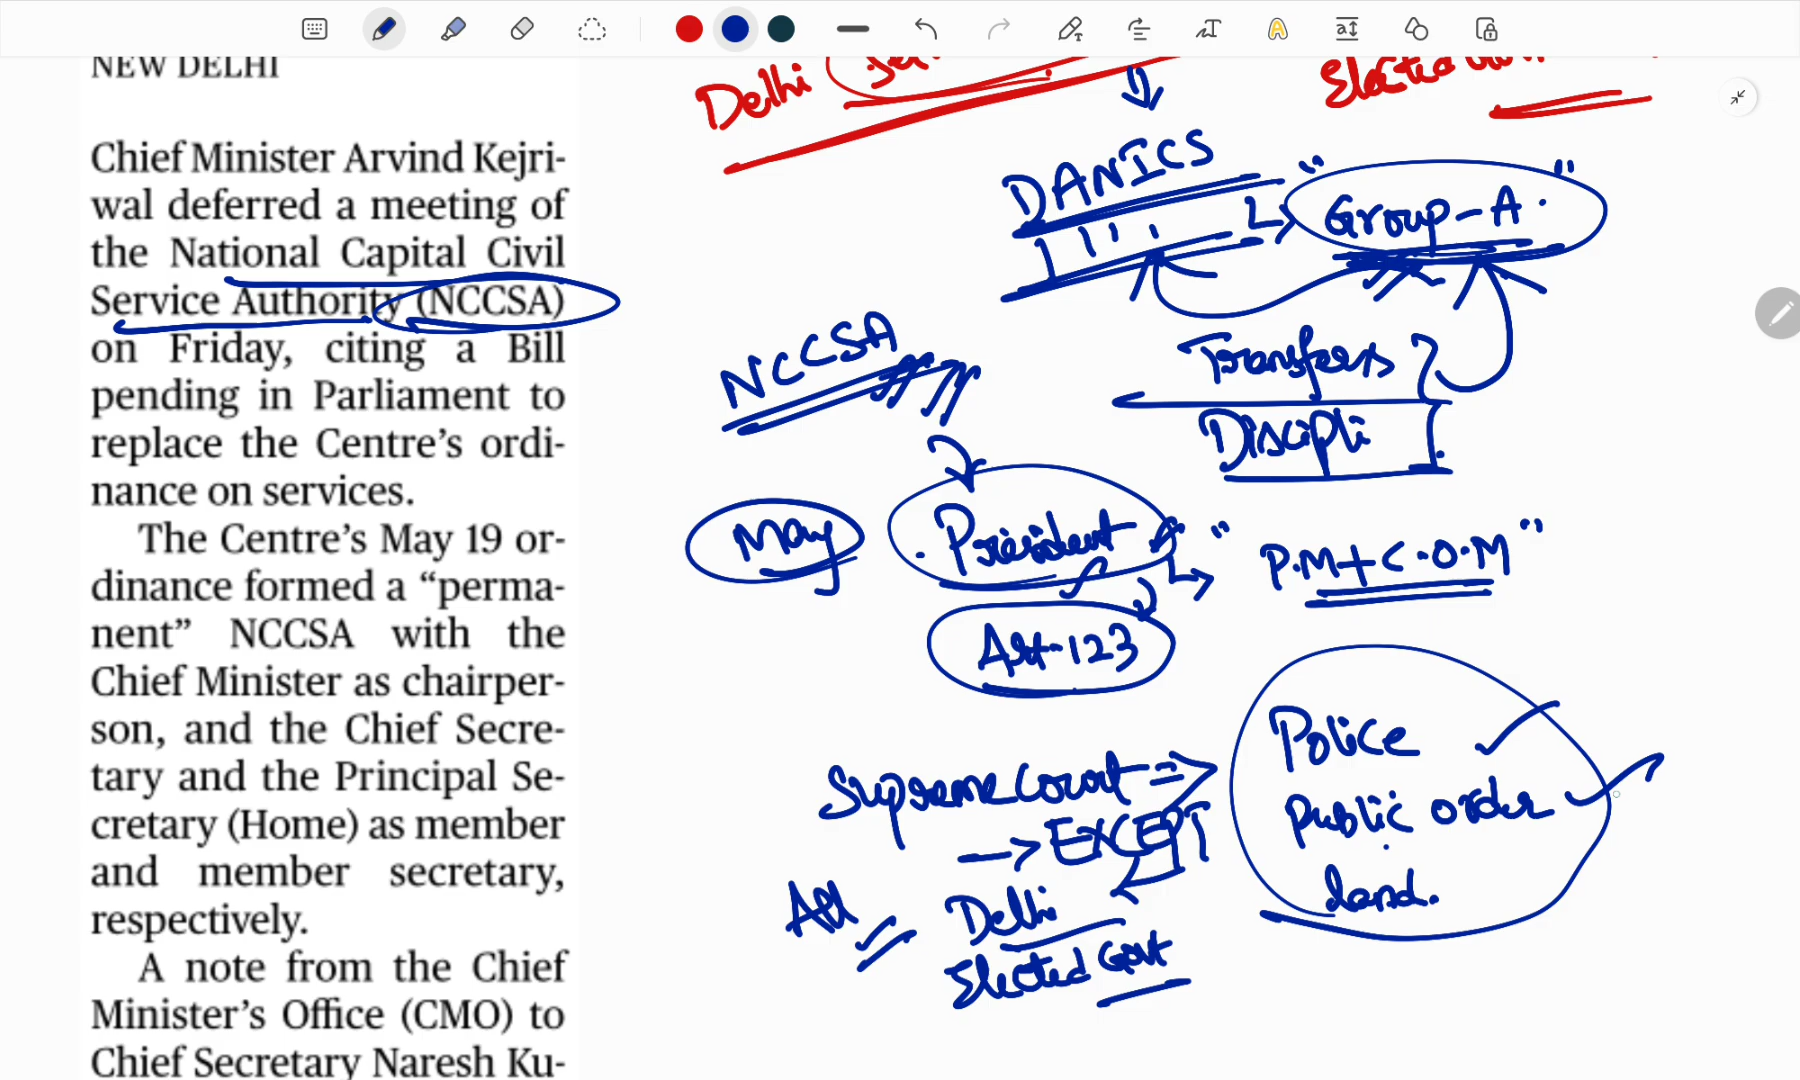 NEW DELHI
Chief Minister Arvind Kejri-
wal deferred a meeting of
the National Capital Civil
Service Authority (NCCSA)
on Friday, citing a Bill
pending in Parliament to
replace the Centre's ordi-
nance on services.
The Centre's May 19 or-
dinance formed a "perma-
nent" NCCSA with the
Chief Minister as chairper-
son, and the Chief Secre-
tary and the Principal Se-
cretary (Home) as member
and member secretary,
respectively.
A note from the Chief
Minister's Office (CMO) to
Chief Secretary Naresh Ku-
Delhi
Elected
DANICS
"Group-A."
NCCSA
Transfers
Discipli
May
President
"P.M+C.O.M"
Art-123
Supreme Court
EXCEPT
Police
Public order
land.
All
Delhi
Elected Govt